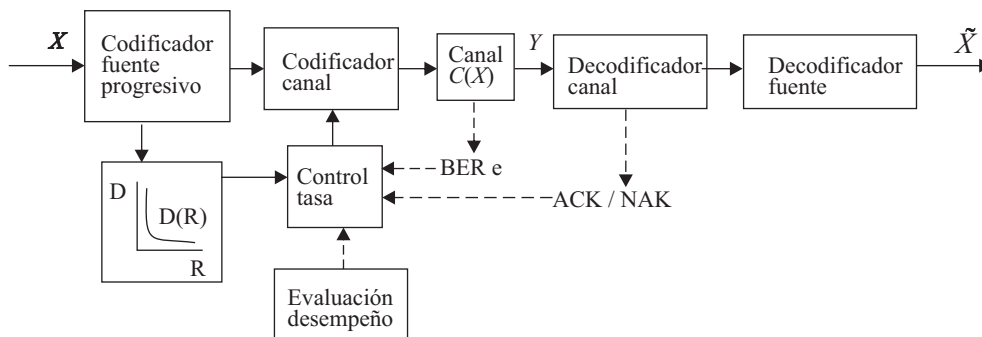 X
Codificador
fuente
progresivo
Codificador
canal
Canal
C(X)
Y
Decodificador
canal
Decodificador
fuente
X̃
D
D(R)
R
Control
tasa
BER e
ACK / NAK
Evaluación
desempeño